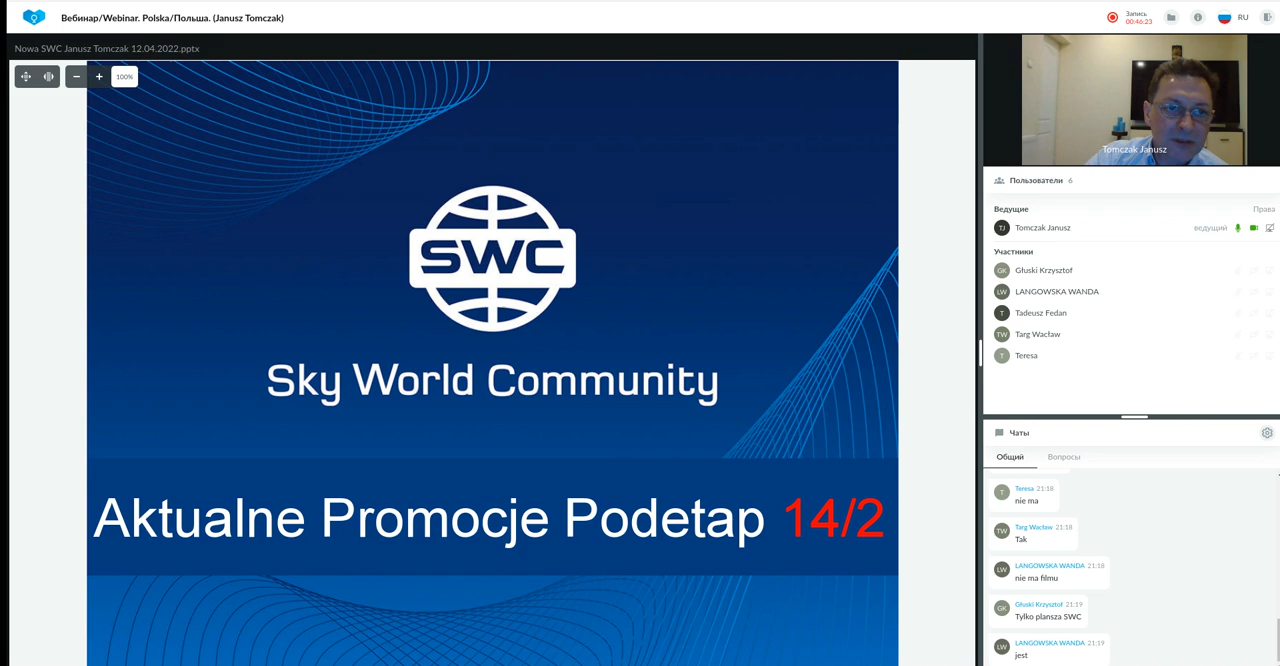 Вебинар/Webinar. Polska/Польша. (Janusz Tomczak)
Запись
00:46:23
RU
Nowa SWC Janusz Tomczak 12.04.2022.pptx
100%
SWC
Sky World Community
Aktualne Promocje Podetap 14/2
Tomczak Janusz
Пользователи 6
Ведущие Права
TJ Tomczak Janusz ведущий
Участники
GK Głuski Krzysztof
LW LANGOWSKA WANDA
T Tadeusz Fedan
TW Targ Wacław
T Teresa
Чаты
Общий Вопросы
T Teresa 21:18
nie ma
TW Targ Wacław 21:18
Tak
LW LANGOWSKA WANDA 21:18
nie ma filmu
GK Głuski Krzysztof 21:19
Tylko plansza SWC
LW LANGOWSKA WANDA 21:19
jest